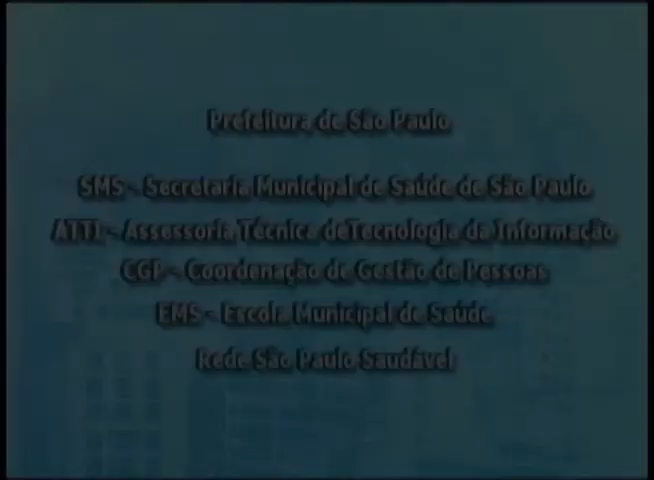 Prefeitura de São Paulo
SMS - Secretaria Municipal de Saúde de São Paulo
ATTI - Assessoria Técnica deTecnologia da Informação
CGP - Coordenação de Gestão de Pessoas
EMS - Escola Municipal de Saúde
Rede São Paulo Saudável